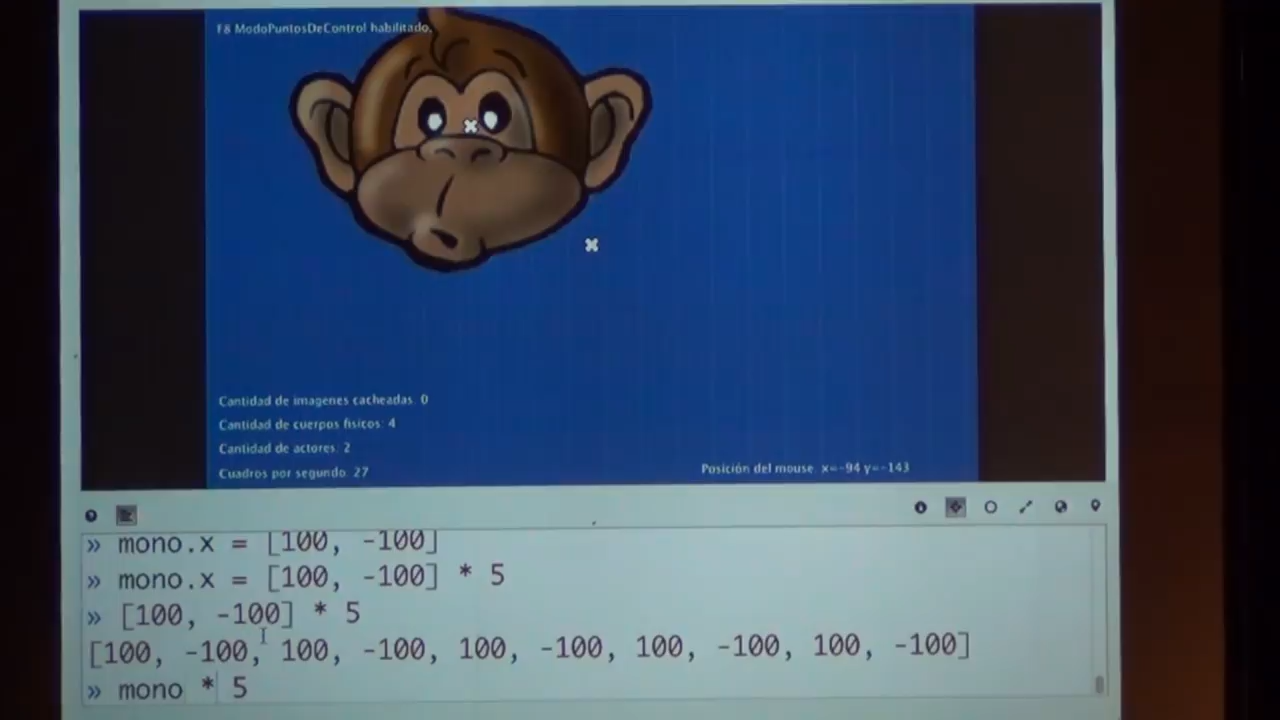 F8 ModoPuntosDeControl habilitado.
Cantidad de imagenes cacheadas: 0
Cantidad de cuerpos fisicos: 4
Cantidad de actores: 2
Cuadros por segundo: 27
Posición del mouse: x=-94 y=-143
» mono.x = [100, -100]
» mono.x = [100, -100] * 5
» [100, -100] * 5
[100, -100, 100, -100, 100, -100, 100, -100, 100, -100]
» mono * 5